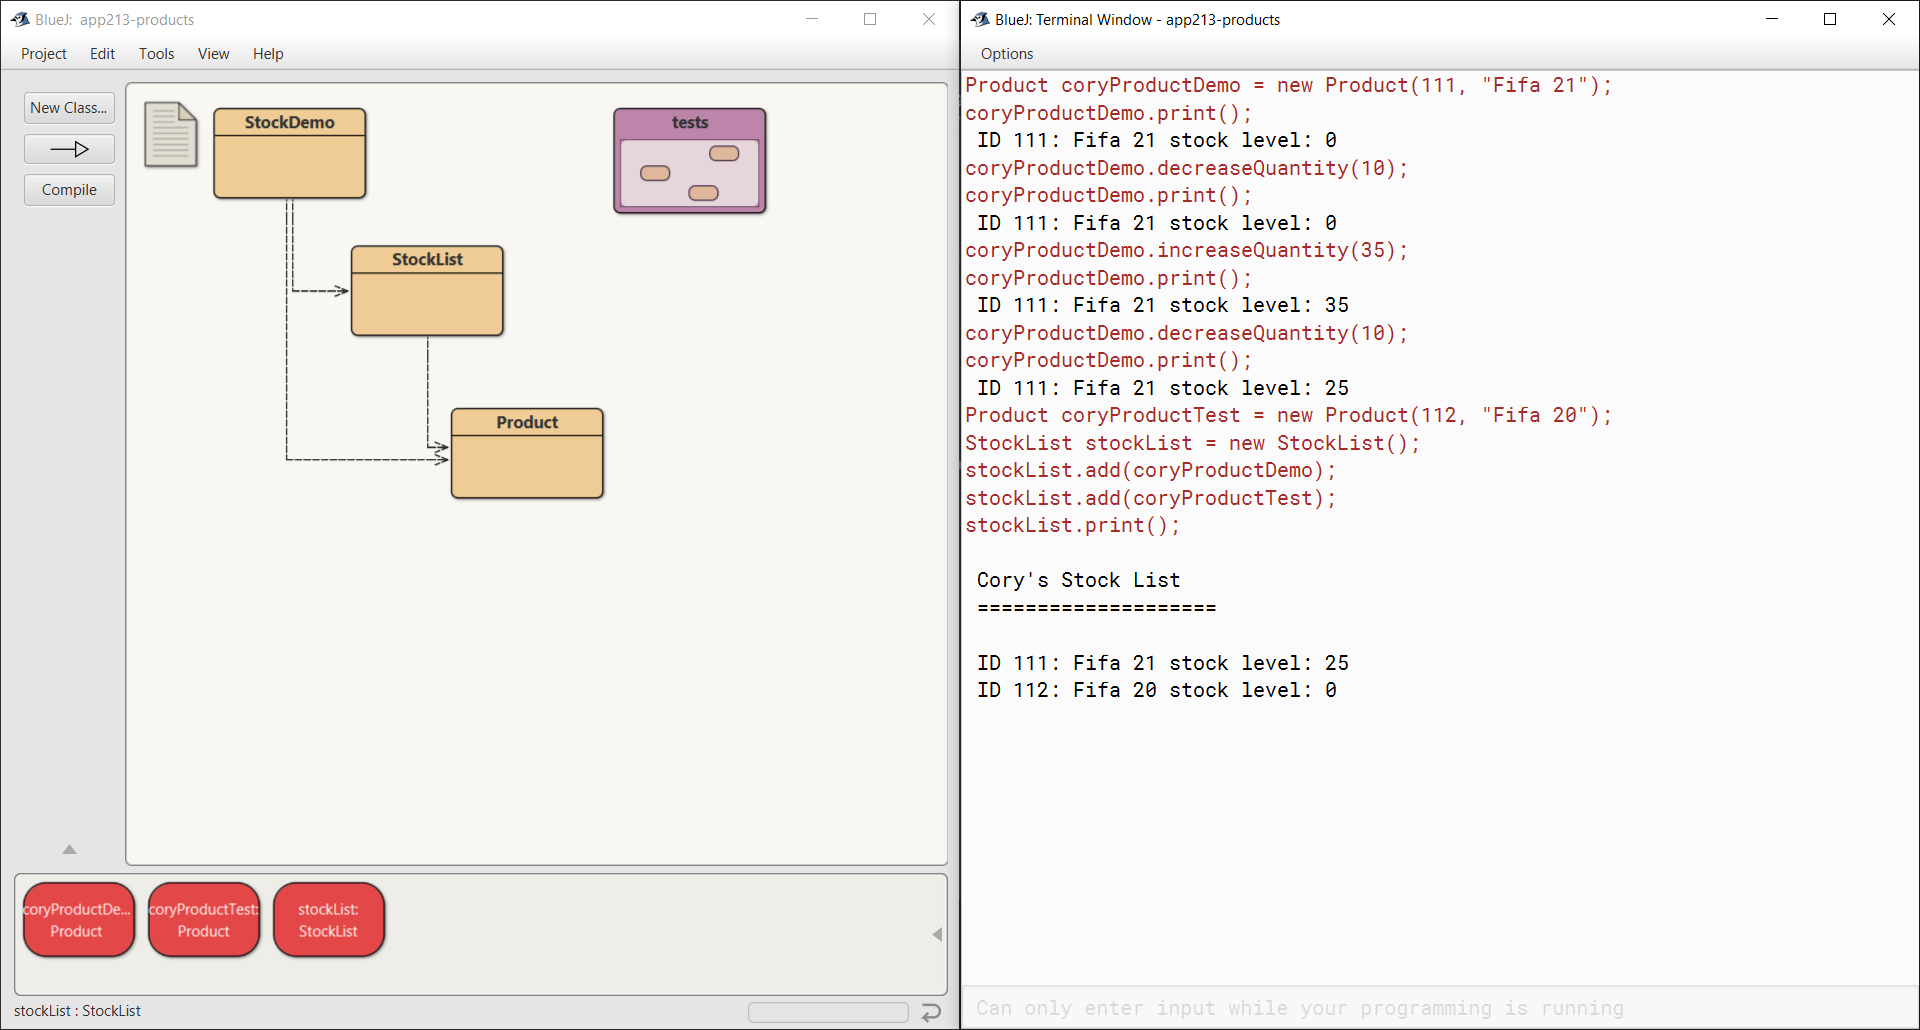 BlueJ:  app213-products
Project Edit Tools View Help
New Class...
Compile
StockDemo
tests
StockList
Product
coryProductDe...
Product
coryProductTest:
Product
stockList:
StockList
stockList : StockList
BlueJ: Terminal Window - app213-products
Options
Product coryProductDemo = new Product(111, "Fifa 21");
coryProductDemo.print();
ID 111: Fifa 21 stock level: 0
coryProductDemo.decreaseQuantity(10);
coryProductDemo.print();
ID 111: Fifa 21 stock level: 0
coryProductDemo.increaseQuantity(35);
coryProductDemo.print();
ID 111: Fifa 21 stock level: 35
coryProductDemo.decreaseQuantity(10);
coryProductDemo.print();
ID 111: Fifa 21 stock level: 25
Product coryProductTest = new Product(112, "Fifa 20");
StockList stockList = new StockList();
stockList.add(coryProductDemo);
stockList.add(coryProductTest);
stockList.print();
Cory's Stock List
====================
ID 111: Fifa 21 stock level: 25
ID 112: Fifa 20 stock level: 0
Can only enter input while your programming is running